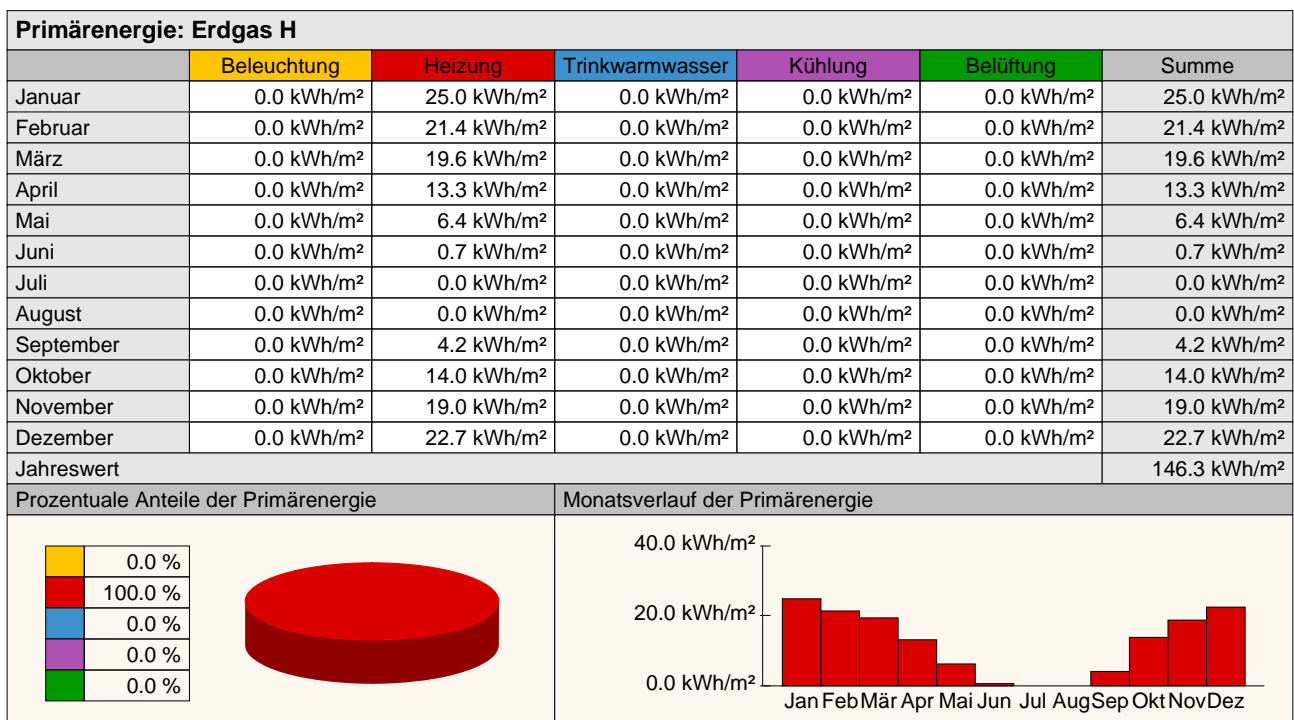 Primärenergie: Erdgas H
Beleuchtung Heizung Trinkwarmwasser Kühlung Belüftung Summe
Januar 0.0 kWh/m² 25.0 kWh/m² 0.0 kWh/m² 0.0 kWh/m² 0.0 kWh/m² 25.0 kWh/m²
Februar 0.0 kWh/m² 21.4 kWh/m² 0.0 kWh/m² 0.0 kWh/m² 0.0 kWh/m² 21.4 kWh/m²
März 0.0 kWh/m² 19.6 kWh/m² 0.0 kWh/m² 0.0 kWh/m² 0.0 kWh/m² 19.6 kWh/m²
April 0.0 kWh/m² 13.3 kWh/m² 0.0 kWh/m² 0.0 kWh/m² 0.0 kWh/m² 13.3 kWh/m²
Mai 0.0 kWh/m² 6.4 kWh/m² 0.0 kWh/m² 0.0 kWh/m² 0.0 kWh/m² 6.4 kWh/m²
Juni 0.0 kWh/m² 0.7 kWh/m² 0.0 kWh/m² 0.0 kWh/m² 0.0 kWh/m² 0.7 kWh/m²
Juli 0.0 kWh/m² 0.0 kWh/m² 0.0 kWh/m² 0.0 kWh/m² 0.0 kWh/m² 0.0 kWh/m²
August 0.0 kWh/m² 0.0 kWh/m² 0.0 kWh/m² 0.0 kWh/m² 0.0 kWh/m² 0.0 kWh/m²
September 0.0 kWh/m² 4.2 kWh/m² 0.0 kWh/m² 0.0 kWh/m² 0.0 kWh/m² 4.2 kWh/m²
Oktober 0.0 kWh/m² 14.0 kWh/m² 0.0 kWh/m² 0.0 kWh/m² 0.0 kWh/m² 14.0 kWh/m²
November 0.0 kWh/m² 19.0 kWh/m² 0.0 kWh/m² 0.0 kWh/m² 0.0 kWh/m² 19.0 kWh/m²
Dezember 0.0 kWh/m² 22.7 kWh/m² 0.0 kWh/m² 0.0 kWh/m² 0.0 kWh/m² 22.7 kWh/m²
Jahreswert 146.3 kWh/m²
Prozentuale Anteile der Primärenergie
0.0 %
100.0 %
0.0 %
0.0 %
0.0 %
Monatsverlauf der Primärenergie
40.0 kWh/m²
20.0 kWh/m²
0.0 kWh/m²
Jan Feb Mär Apr Mai Jun Jul Aug Sep Okt Nov Dez